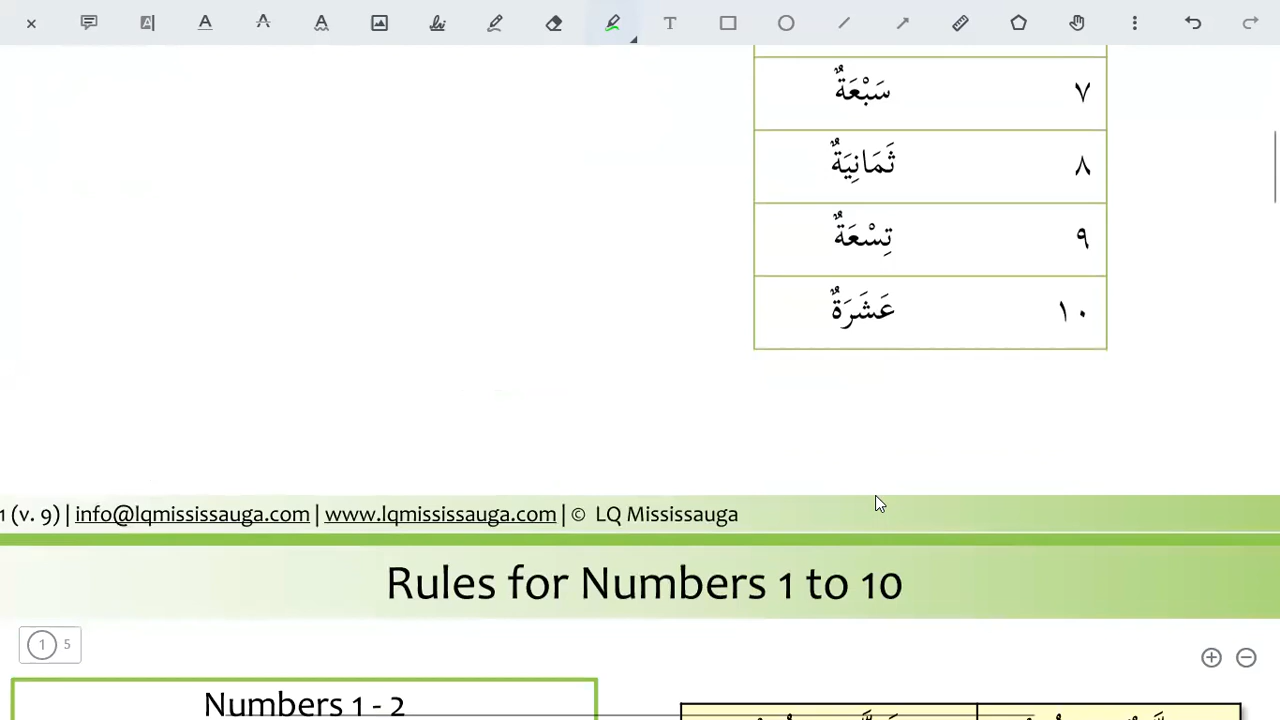 سَبْعَةٌ ٧
ثَمَانِيَةٌ ٨
تِسْعَةٌ ٩
عَشَرَةٌ ١٠
1 (v. 9) | info@lqmississauga.com | www.lqmississauga.com | © LQ Mississauga
Rules for Numbers 1 to 10
1 5
Numbers 1 - 2